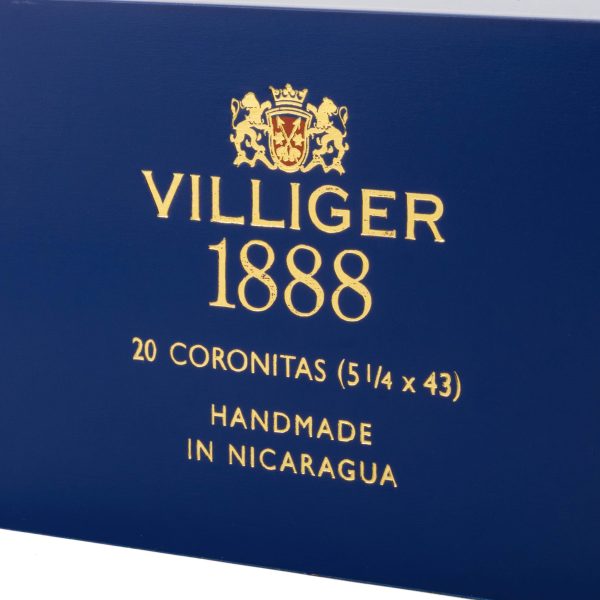 VILLIGER
1888
20 CORONITAS (5 1/4 x 43)
HANDMADE
IN NICARAGUA